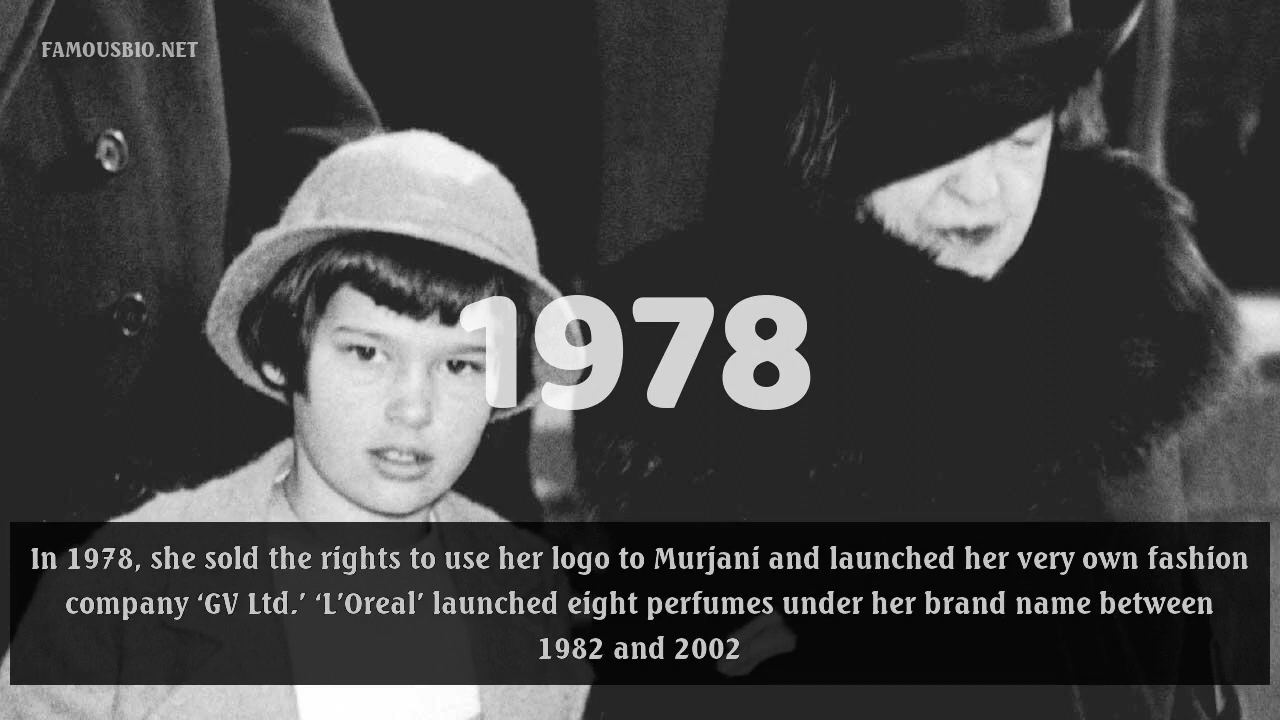 FAMOUSBIO.NET
1978
In 1978, she sold the rights to use her logo to Murjani and launched her very own fashion
company ‘GV Ltd.’ ‘L’Oreal’ launched eight perfumes under her brand name between
1982 and 2002